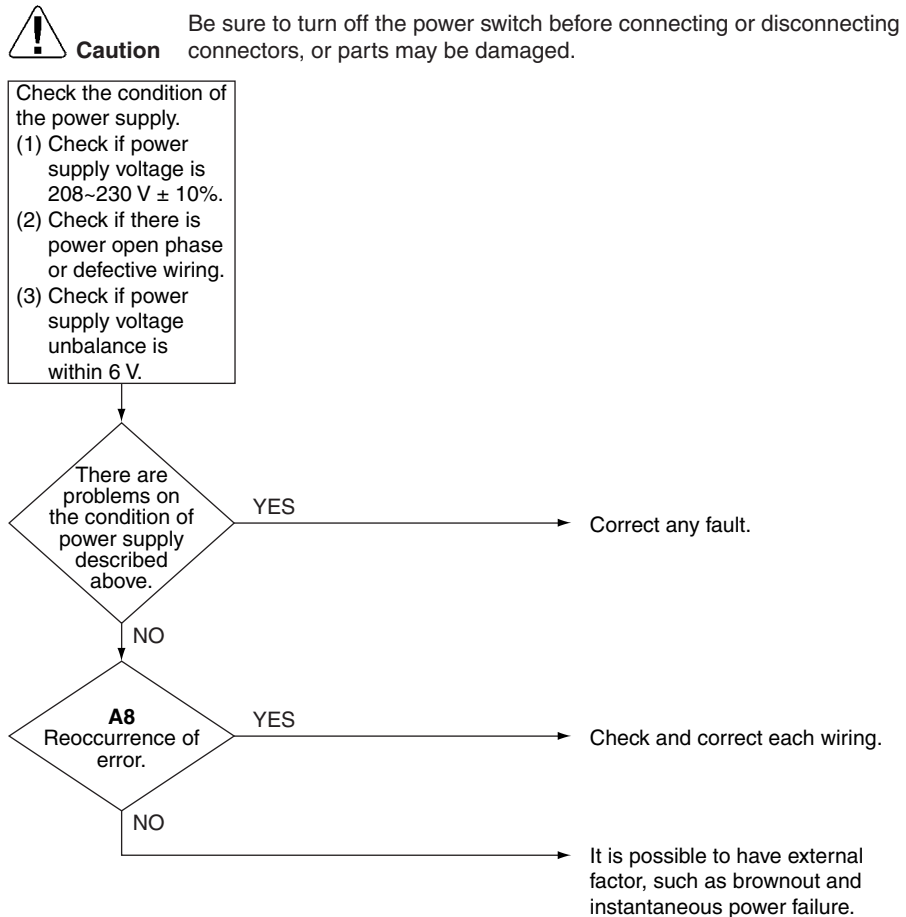 Be sure to turn off the power switch before connecting or disconnecting
Caution connectors, or parts may be damaged.
Check the condition of
the power supply.
(1) Check if power
supply voltage is
208~230 V ± 10%.
(2) Check if there is
power open phase
or defective wiring.
(3) Check if power
supply voltage
unbalance is
within 6 V.
There are
problems on
the condition of
power supply
described
above.
YES
Correct any fault.
NO
A8
Reoccurrence of
error.
YES
Check and correct each wiring.
NO
It is possible to have external
factor, such as brownout and
instantaneous power failure.